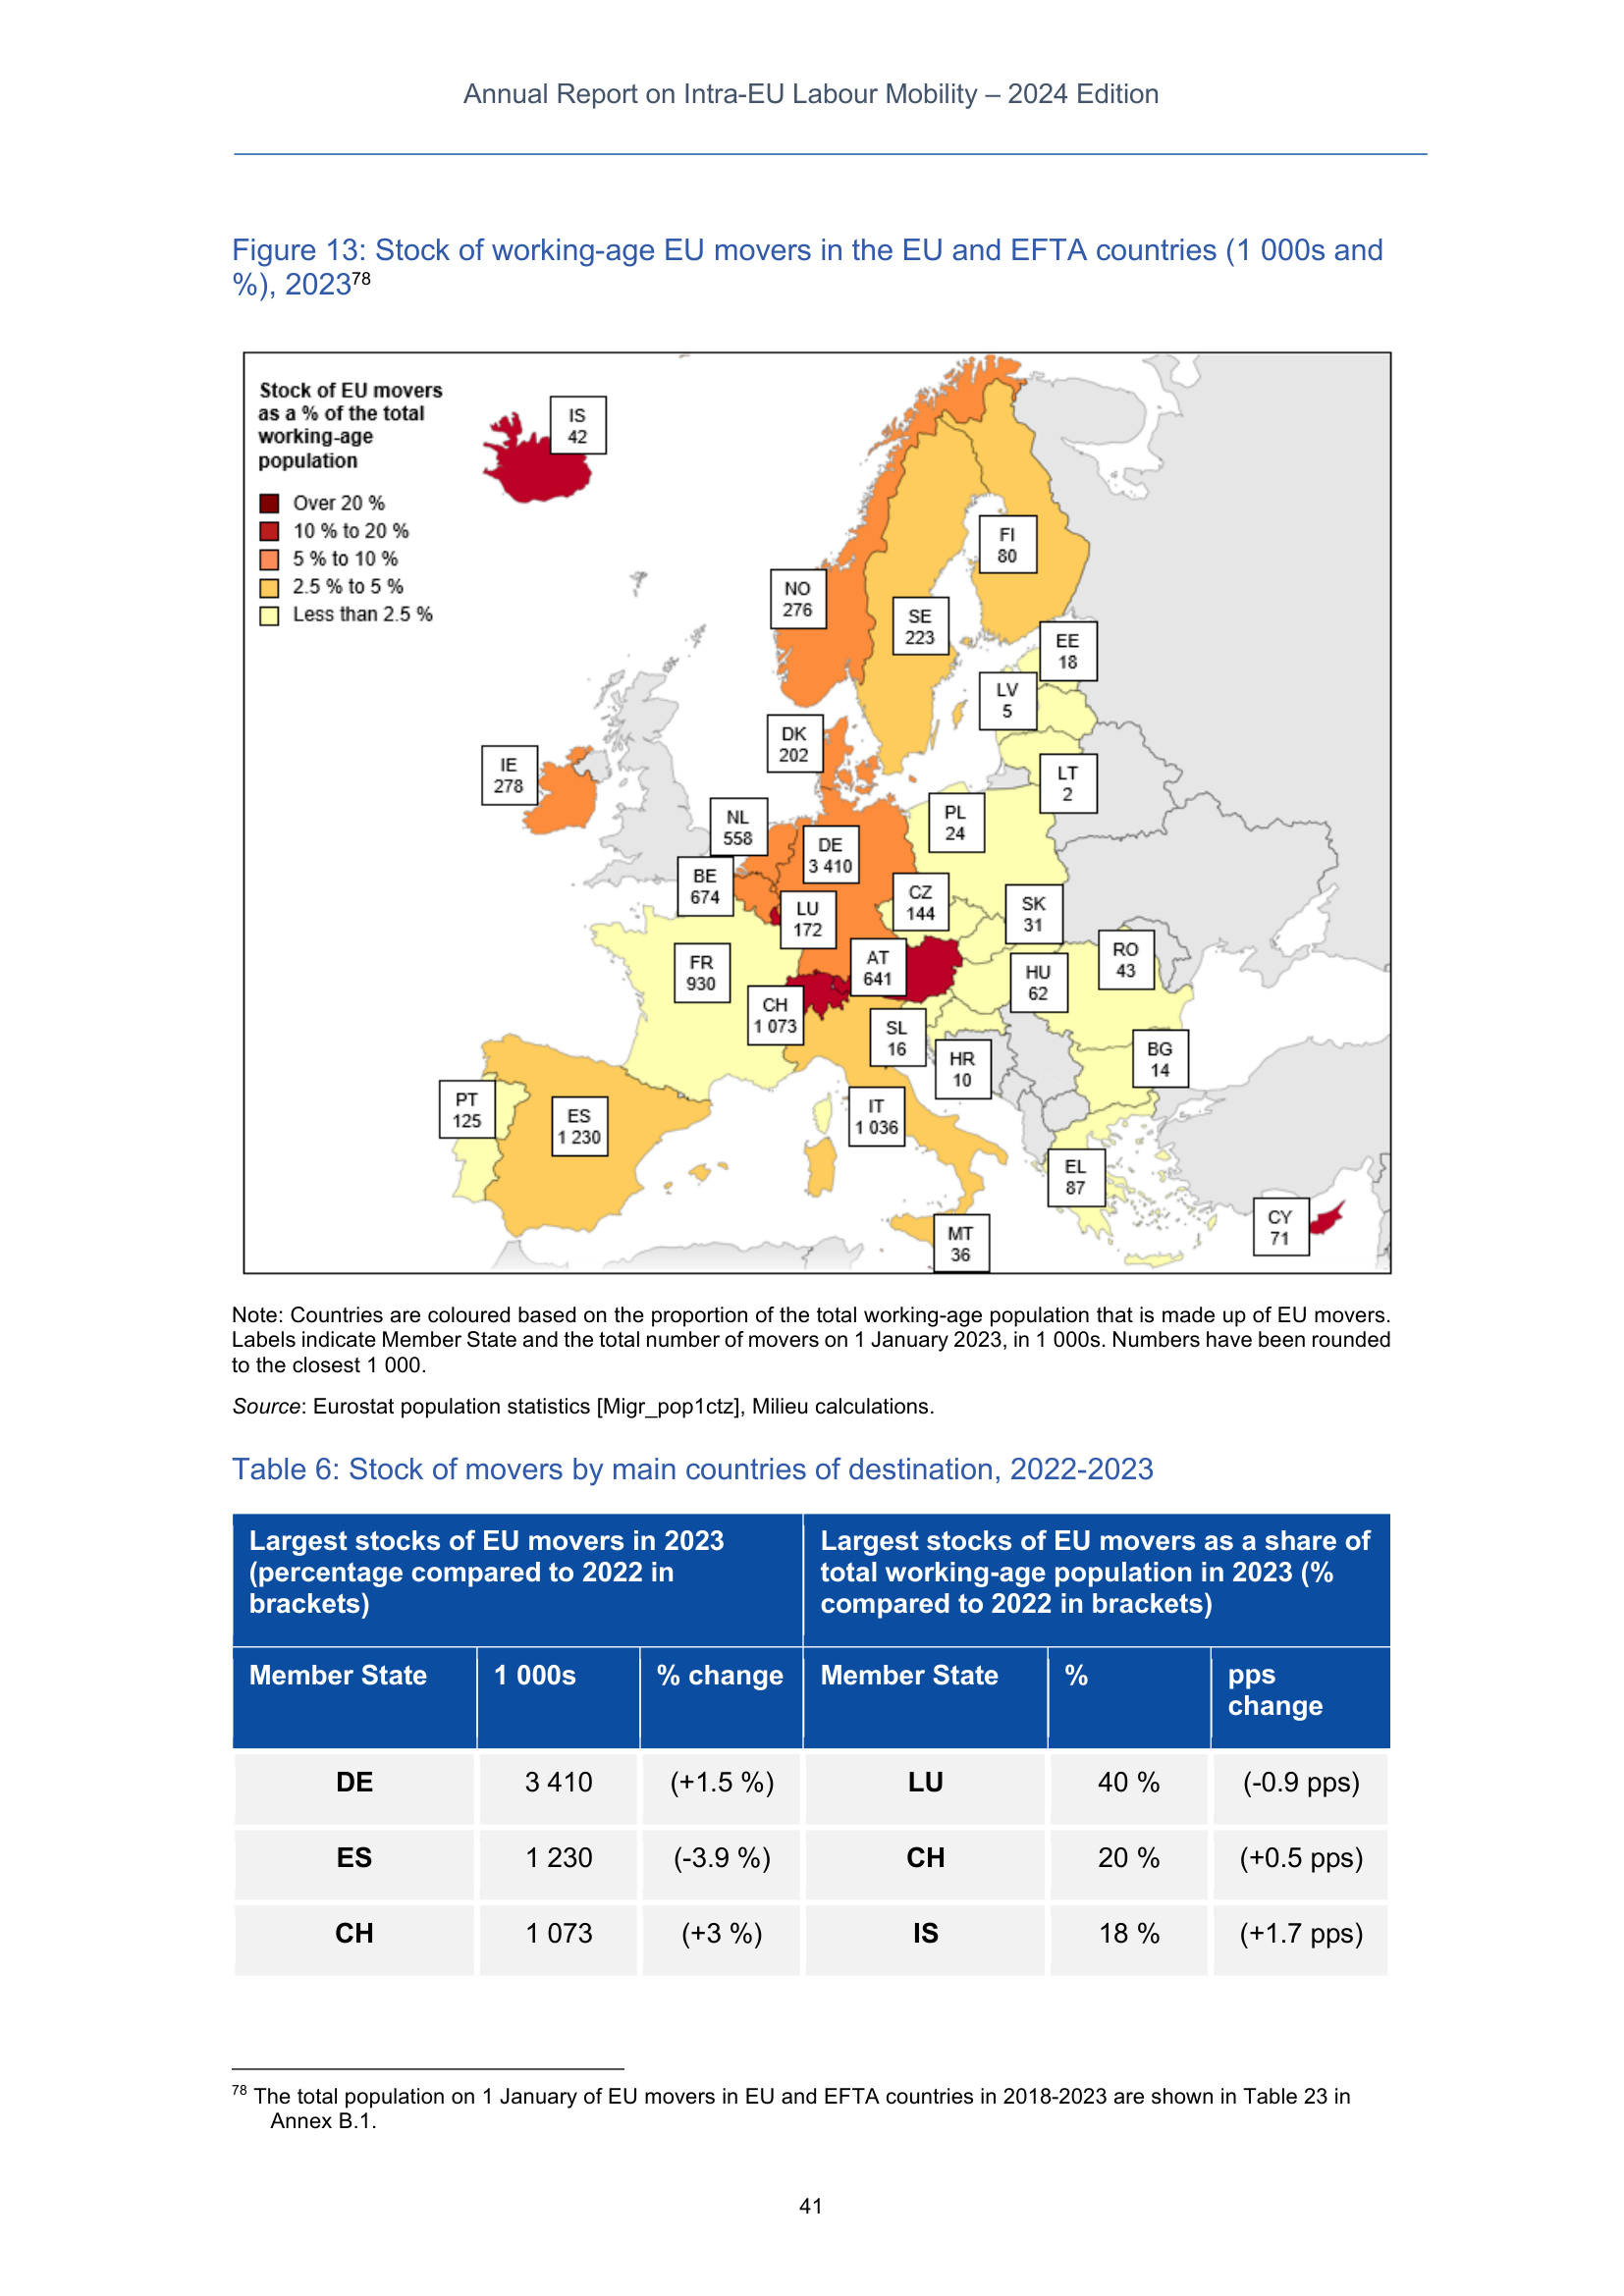 Annual Report on Intra-EU Labour Mobility – 2024 Edition
Figure 13: Stock of working-age EU movers in the EU and EFTA countries (1 000s and
%), 2023⁷⁸
Stock of EU movers
as a % of the total
working-age
population
Over 20 %
10 % to 20 %
5 % to 10 %
2.5 % to 5 %
Less than 2.5 %
IS
42
FI
80
NO
276
SE
223
EE
18
LV
5
DK
202
IE
278
LT
2
NL
558
PL
24
DE
3 410
BE
674
CZ
144
SK
31
LU
172
FR
930
AT
641
RO
43
HU
62
CH
1 073
SL
16
HR
10
BG
14
PT
125
ES
1 230
IT
1 036
EL
87
CY
71
MT
36
Note: Countries are coloured based on the proportion of the total working-age population that is made up of EU movers.
Labels indicate Member State and the total number of movers on 1 January 2023, in 1 000s. Numbers have been rounded
to the closest 1 000.
Source: Eurostat population statistics [Migr_pop1ctz], Milieu calculations.
Table 6: Stock of movers by main countries of destination, 2022-2023
Largest stocks of EU movers in 2023
(percentage compared to 2022 in
brackets)
Largest stocks of EU movers as a share of
total working-age population in 2023 (%
compared to 2022 in brackets)
Member State 1 000s % change Member State % pps
change
DE 3 410 (+1.5 %) LU 40 % (-0.9 pps)
ES 1 230 (-3.9 %) CH 20 % (+0.5 pps)
CH 1 073 (+3 %) IS 18 % (+1.7 pps)
⁷⁸ The total population on 1 January of EU movers in EU and EFTA countries in 2018-2023 are shown in Table 23 in
Annex B.1.
41